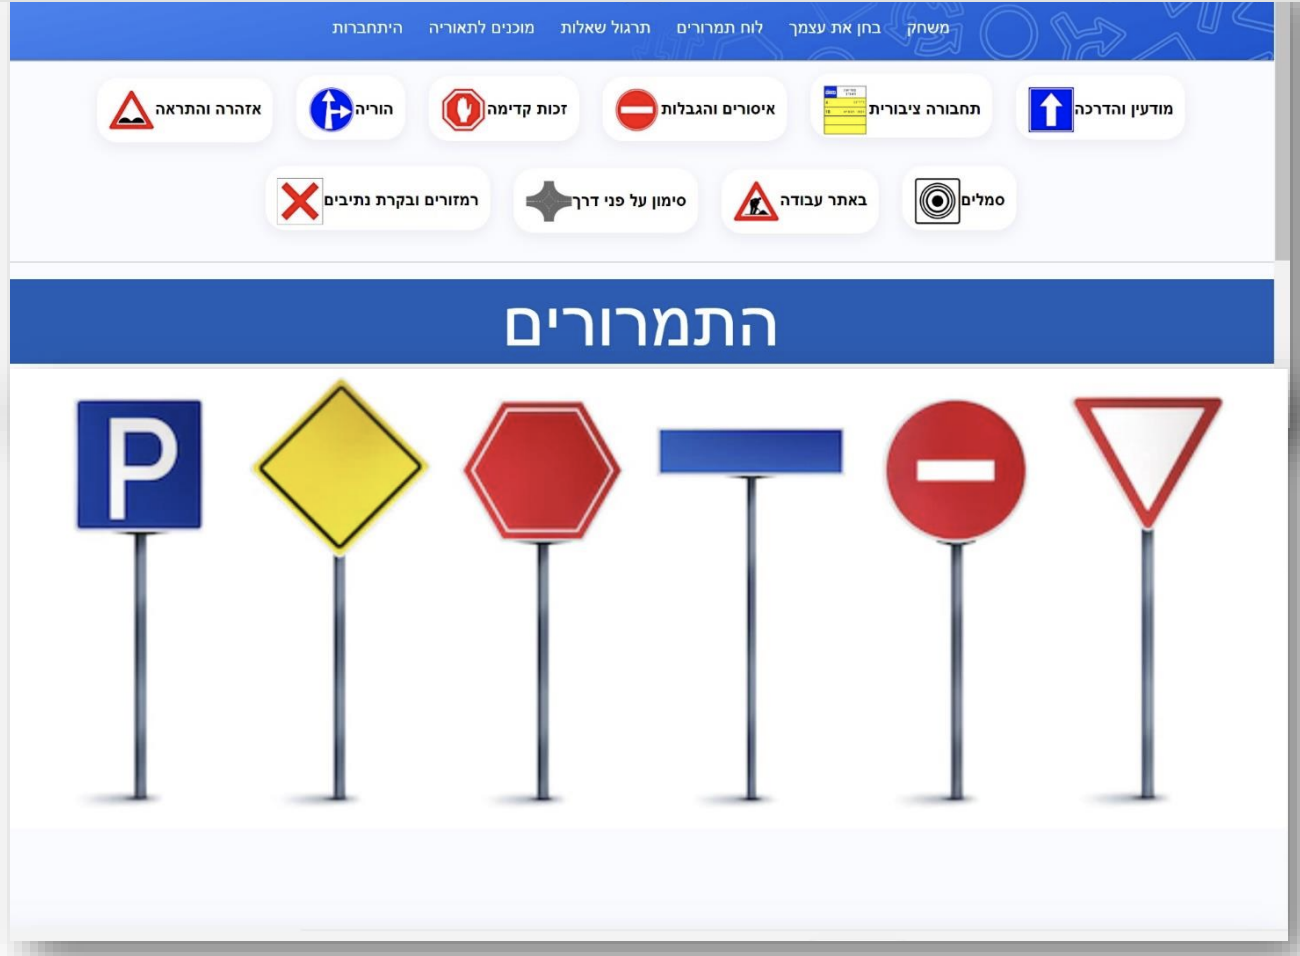 משחק בחן את עצמך לוח תמרורים תרגול שאלות מוכנים לתאוריה היתחברות
מודעין והדרכה תחבורה ציבורית איסורים והגבלות זכות קדימה הוריה אזהרה והתראה
סמלים באתר עבודה סימון על פני דרך רמזורים ובקרת נתיבים
התמרורים
P